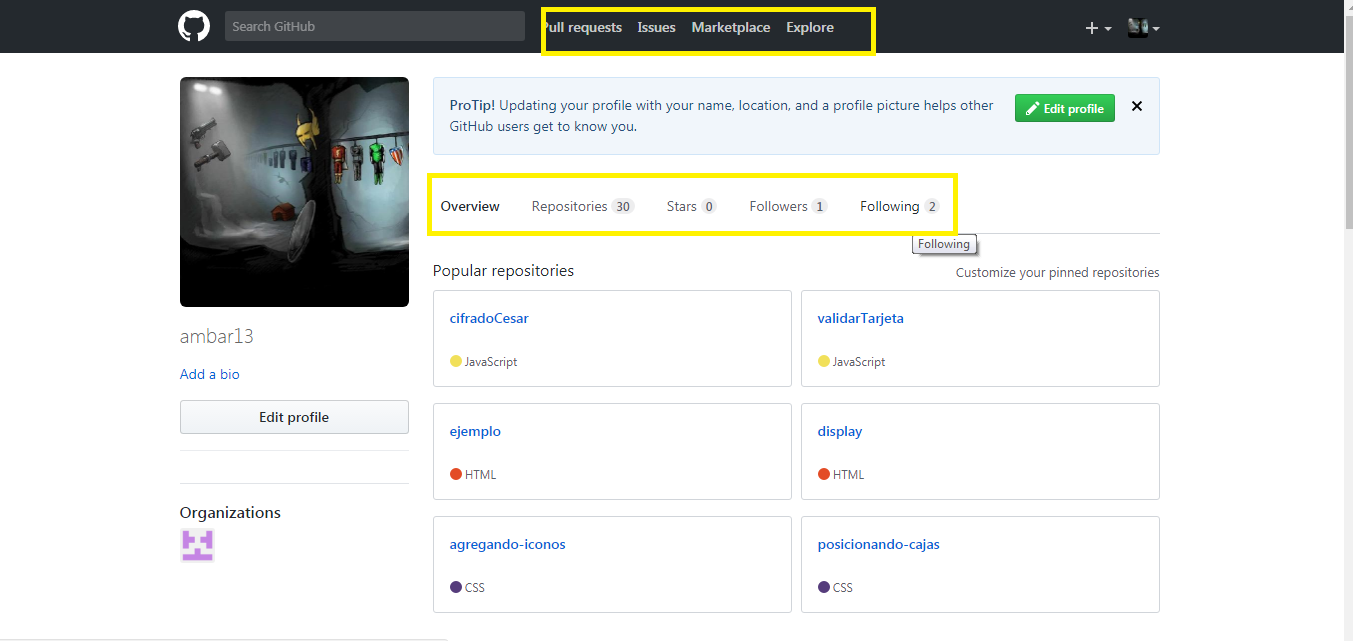 Search GitHub
Pull requests Issues Marketplace Explore
ProTip! Updating your profile with your name, location, and a profile picture helps other
GitHub users get to know you.
Edit profile
Overview Repositories 30 Stars 0 Followers 1 Following 2
Following
Popular repositories
Customize your pinned repositories
cifradoCesar
JavaScript
validarTarjeta
JavaScript
ambar13
Add a bio
Edit profile
ejemplo
HTML
display
HTML
Organizations
agregando-iconos
CSS
posicionando-cajas
CSS